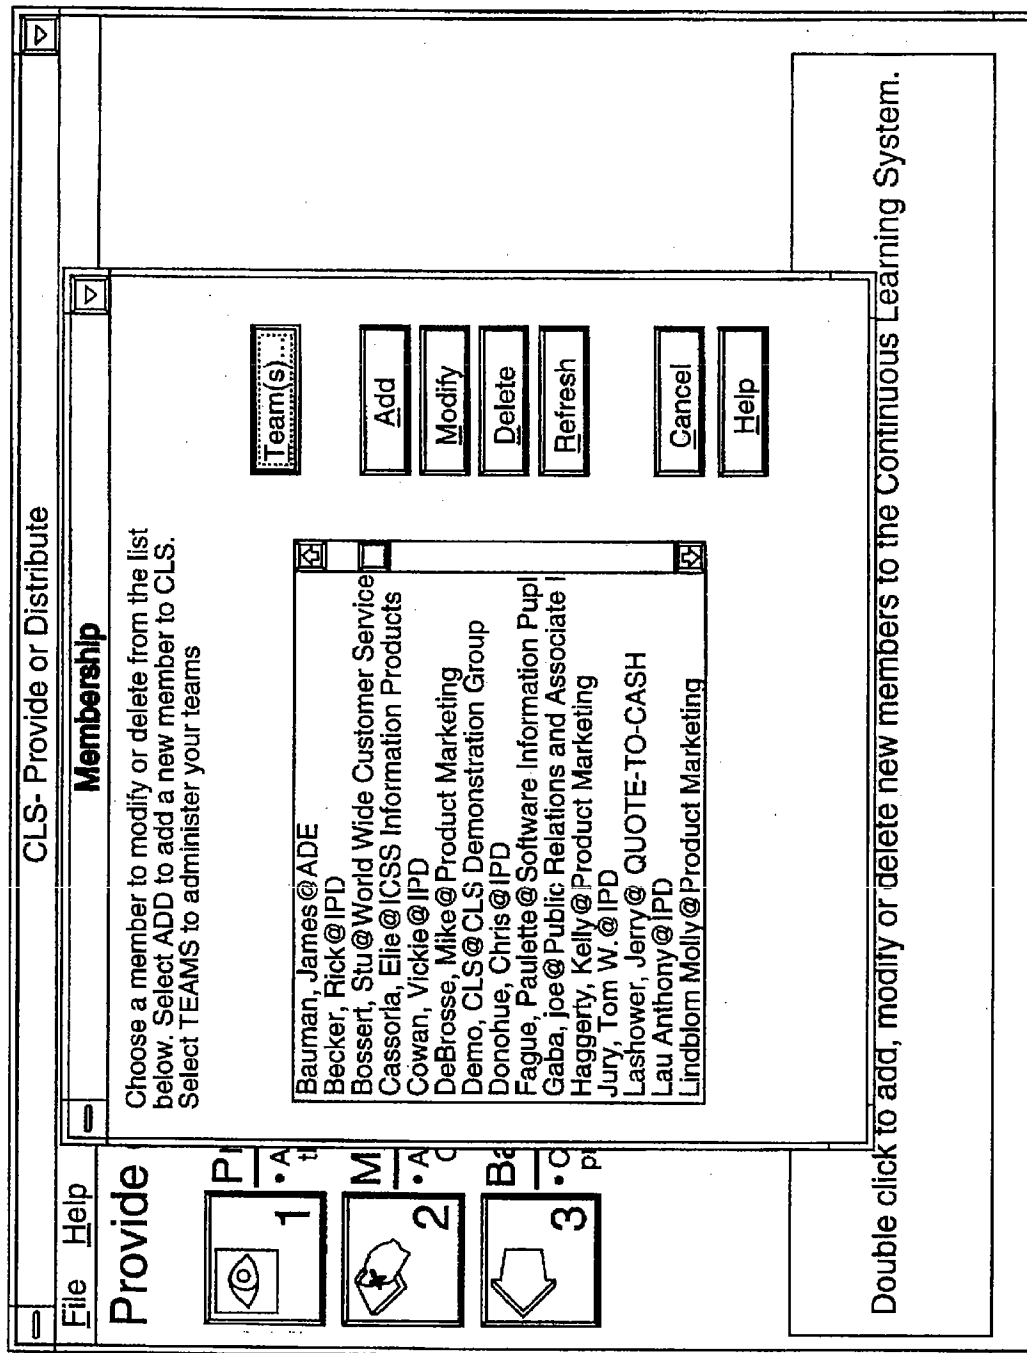 CLS- Provide or Distribute
File Help
Membership
Provide
Choose a member to modify or delete from the list
below. Select ADD to add a new member to CLS.
Select TEAMS to administer your teams
Team(s)...
1
• A
2
• A
3
• C
Bauman, James@ADE
Becker, Rick@IPD
Bossert, Stu@World Wide Customer Service
Cassorla, Elie@ICSS Information Products
Cowan, Vickie@IPD
DeBrosse, Mike@Product Marketing
Demo, CLS@CLS Demonstration Group
Donohue, Chris@IPD
Fague, Paulette@Software Information Publ
Gaba, joe@Public Relations and Associate
Haggerty, Kelly@Product Marketing
Jury, Tom W.@IPD
Lashower, Jerry@ QUOTE-TO-CASH
Lau Anthony@IPD
Lindblom Molly@Product Marketing
Add
Modify
Delete
Refresh
Cancel
Help
Double click to add, modify or delete new members to the Continuous Learning System.